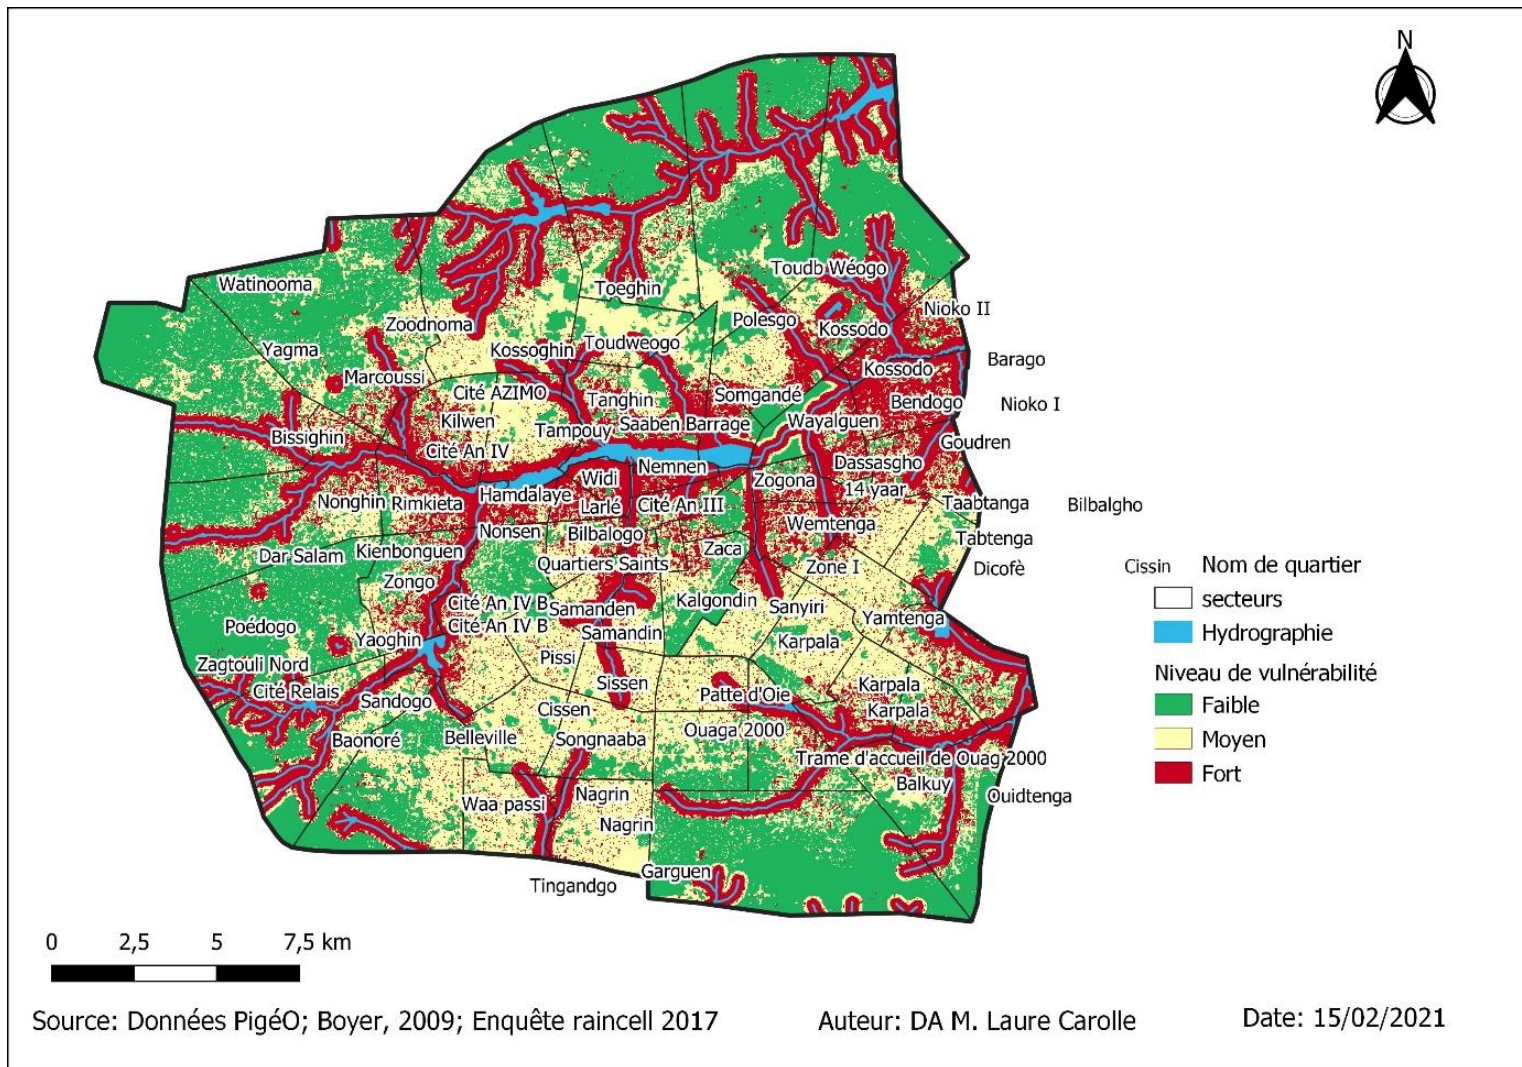 N
Watinooma
Toudb Wéogo
Toeghin
Nioko II
Zoodnoma
Polesgo
Kossodo
Yagma
Kossoghin
Toudweogo
Barago
Marcoussi
Kossodo
Cité AZIMO
Tanghin
Somgandé
Bendogo
Nioko I
Kilwen
Saaben Barrage
Wayalguen
Bissighin
Tampouy
Goudren
Cité An IV
Widi
Nemnen
Dassasgho
Zogona
14 yaar
Nonghin
Rimkieta
Hamdalaye
Larlé
Cité An III
Taabtanga
Bilbalgho
Nonsen
Bilbalogo
Wemtenga
Tabtenga
Dar Salam
Kienbonguen
Zaca
Quartiers Saints
Zone I
Dicofè
Zongo
Cité An IV B
Samanden
Kalgondin
Sanyiri
Yamtenga
Poédogo
Cité An IV B
Samandin
Yaoghin
Karpala
Zagtouli Nord
Pissi
Cité Relais
Sissen
Patte d'Oie
Karpala
Sandogo
Cissen
Karpala
Baonoré
Belleville
Songnaaba
Ouaga 2000
Trame d'accueil de Ouag 2000
Balkuy
Ouidtenga
Waa passi
Nagrin
Nagrin
Garguen
Tingandgo
Cissin Nom de quartier
secteurs
Hydrographie
Niveau de vulnérabilité
Faible
Moyen
Fort
0 2,5 5 7,5 km
Source: Données PigéO; Boyer, 2009; Enquête raincell 2017 Auteur: DA M. Laure Carolle Date: 15/02/2021